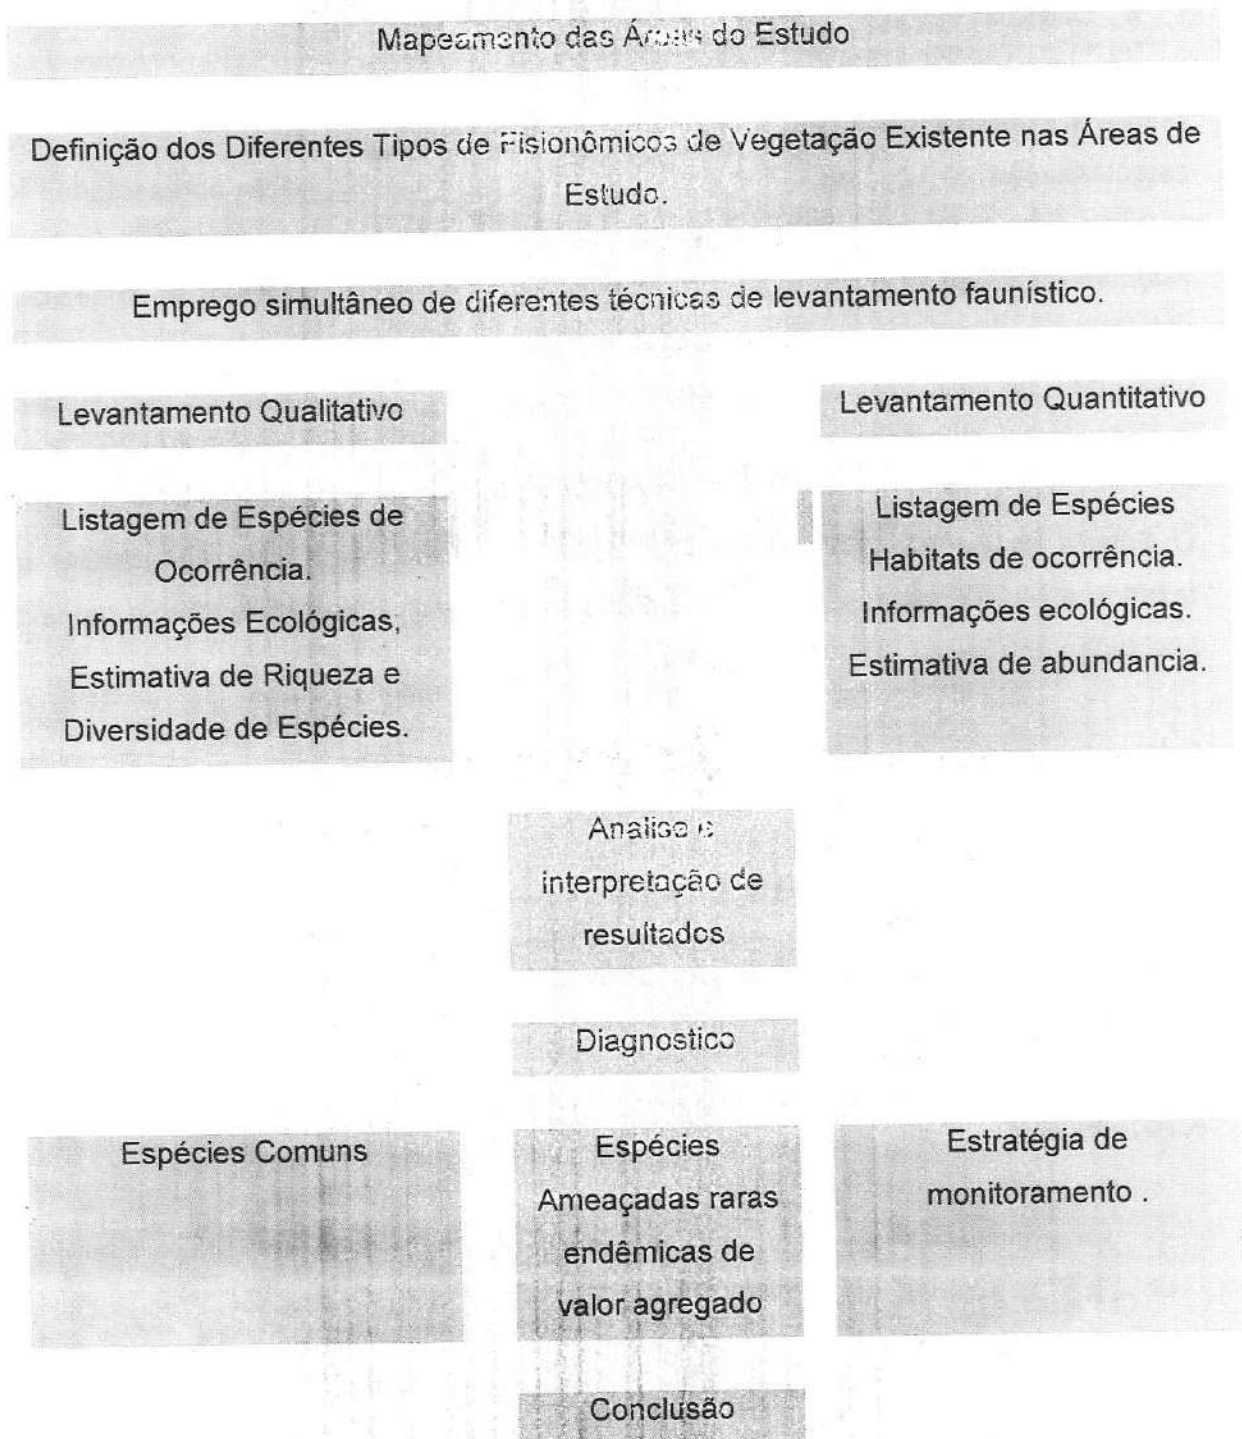 Mapeamento das Áreas do Estudo
Definição dos Diferentes Tipos de Fisionômicos de Vegetação Existente nas Áreas de
Estudo.
Emprego simultâneo de diferentes técnicas de levantamento faunístico.
Levantamento Qualitativo
Levantamento Quantitativo
Listagem de Espécies de
Ocorrência.
Informações Ecológicas,
Estimativa de Riqueza e
Diversidade de Espécies.
Listagem de Espécies
Habitats de ocorrência.
Informações ecológicas.
Estimativa de abundancia.
Analise e
interpretação de
resultados
Diagnostico
Espécies Comuns
Espécies
Ameaçadas raras
endêmicas de
valor agregado
Estratégia de
monitoramento .
Conclusão